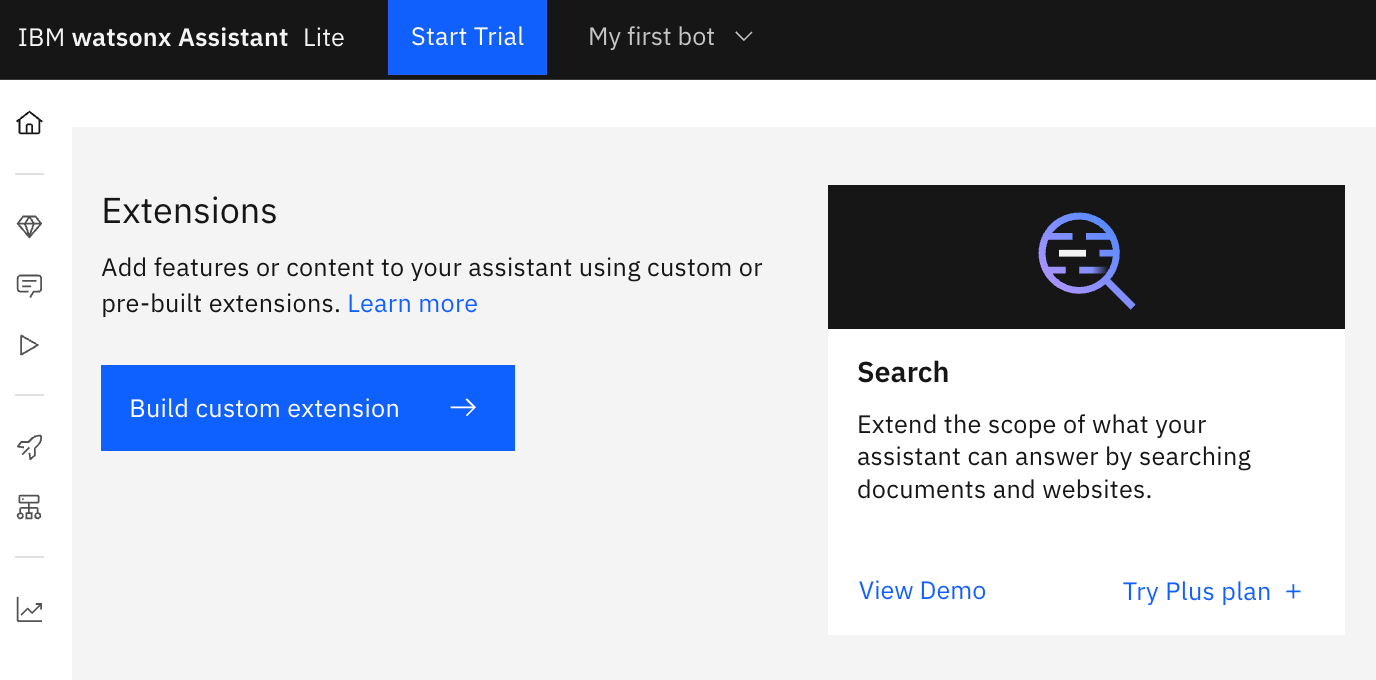 IBM watsonx Assistant Lite
Start Trial
My first bot
Extensions
Add features or content to your assistant using custom or
pre-built extensions. Learn more
Build custom extension
Search
Extend the scope of what your
assistant can answer by searching
documents and websites.
View Demo
Try Plus plan +